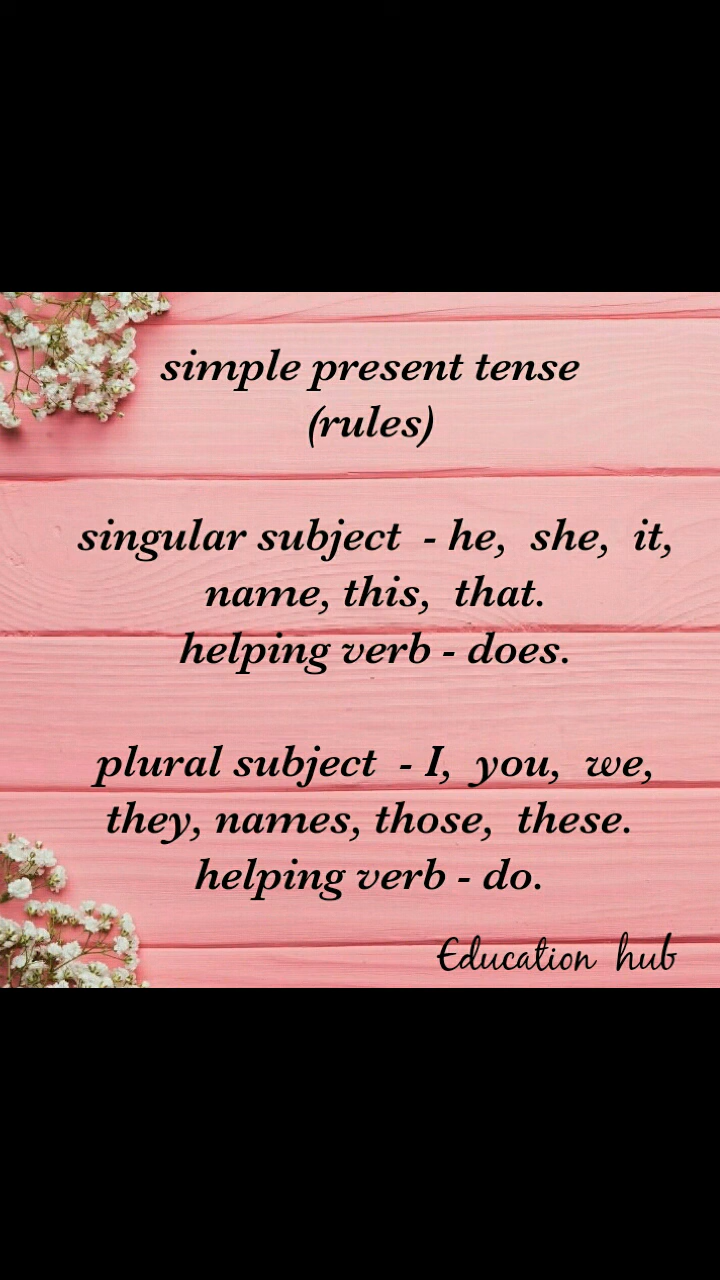 simple present tense
(rules)
singular subject - he, she, it,
name, this, that.
helping verb - does.
plural subject - I, you, we,
they, names, those, these.
helping verb - do.
Education hub